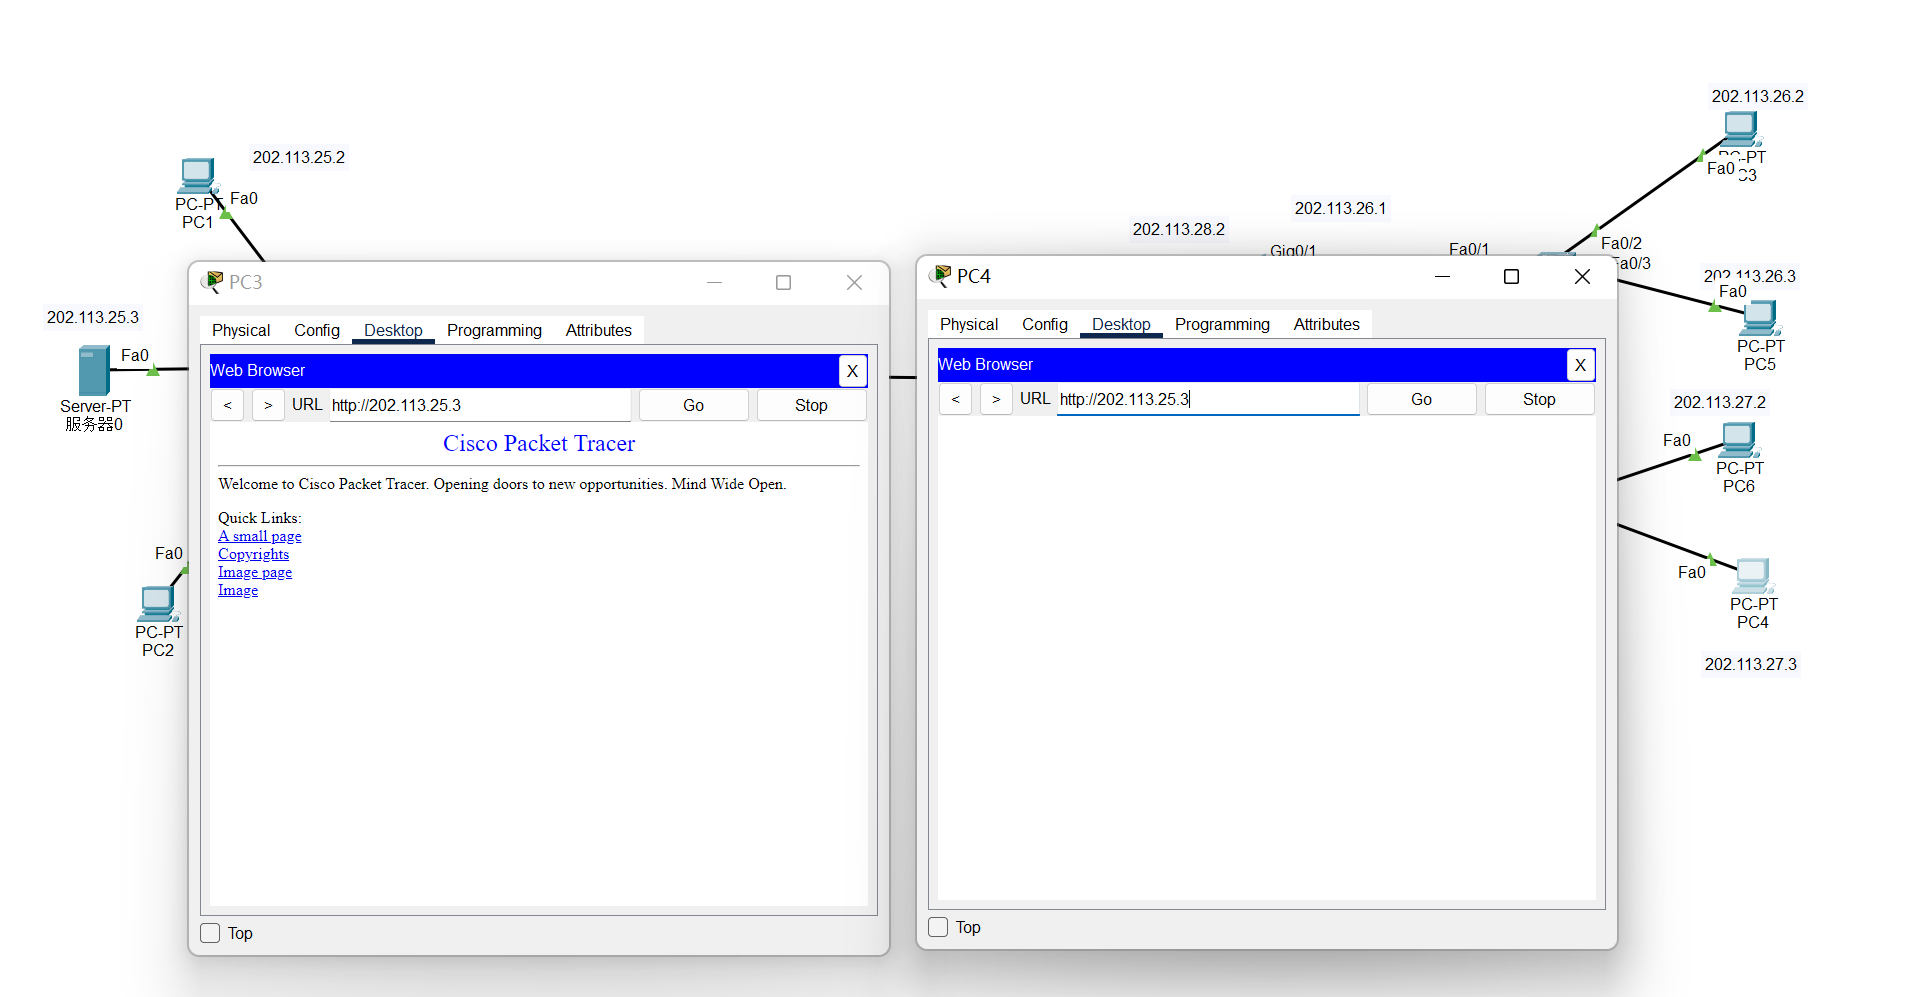 202.113.25.2
Fa0
PC-PT
PC1
202.113.25.3
Fa0
Server-PT
服务器0
Fa0
PC-PT
PC2
PC3
Physical Config Desktop Programming Attributes
Web Browser X
< > URL http://202.113.25.3 Go Stop
Cisco Packet Tracer
Welcome to Cisco Packet Tracer. Opening doors to new opportunities. Mind Wide Open.
Quick Links:
A small page
Copyrights
Image page
Image
Top
202.113.28.2
202.113.26.1
Gig0/1
Fa0/1
PC4
Physical Config Desktop Programming Attributes
Web Browser X
< > URL http://202.113.25.3 Go Stop
Top
202.113.26.2
PC-PT
Fa0
C3
Fa0/2
Fa0/3
202.113.26.3
Fa0
PC-PT
PC5
202.113.27.2
Fa0
PC-PT
PC6
Fa0
PC-PT
PC4
202.113.27.3